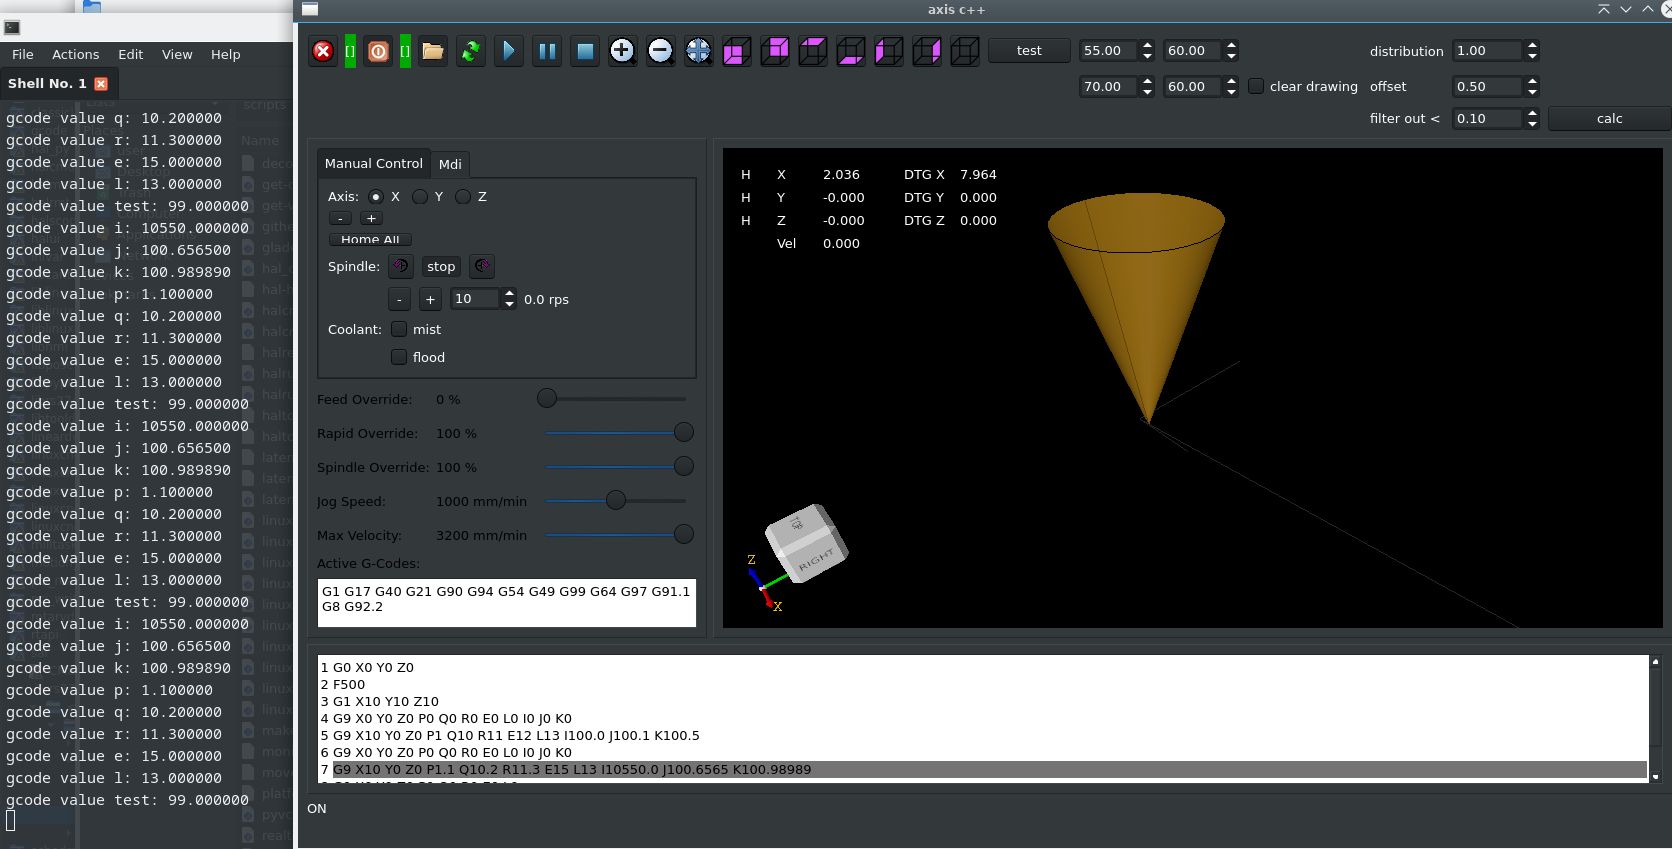 axis c++
File Actions Edit View Help
Shell No. 1
gcode value q: 10.200000
gcode value r: 11.300000
gcode value e: 15.000000
gcode value l: 13.000000
gcode value test: 99.000000
gcode value i: 10550.000000
gcode value j: 100.656500
gcode value k: 100.989890
gcode value p: 1.100000
gcode value q: 10.200000
gcode value r: 11.300000
gcode value e: 15.000000
gcode value l: 13.000000
gcode value test: 99.000000
gcode value i: 10550.000000
gcode value j: 100.656500
gcode value k: 100.989890
gcode value p: 1.100000
gcode value q: 10.200000
gcode value r: 11.300000
gcode value e: 15.000000
gcode value l: 13.000000
gcode value test: 99.000000
gcode value i: 10550.000000
gcode value j: 100.656500
gcode value k: 100.989890
gcode value p: 1.100000
gcode value q: 10.200000
gcode value r: 11.300000
gcode value e: 15.000000
gcode value l: 13.000000
gcode value test: 99.000000
scripts
Name
[] []
test 55.00 60.00 distribution 1.00
70.00 60.00 clear drawing offset 0.50
filter out < 0.10 calc
Manual Control Mdi
Axis: X Y Z
- +
Home All
Spindle: stop
- + 10 0.0 rps
Coolant: mist
flood
Feed Override: 0 %
Rapid Override: 100 %
Spindle Override: 100 %
Jog Speed: 1000 mm/min
Max Velocity: 3200 mm/min
Active G-Codes:
G1 G17 G40 G21 G90 G94 G54 G49 G99 G64 G97 G91.1
G8 G92.2
H X 2.036 DTG X 7.964
H Y -0.000 DTG Y 0.000
H Z -0.000 DTG Z 0.000
Vel 0.000
RIGHT
Z
X
1 G0 X0 Y0 Z0
2 F500
3 G1 X10 Y10 Z10
4 G9 X0 Y0 Z0 P0 Q0 R0 E0 L0 I0 J0 K0
5 G9 X10 Y0 Z0 P1 Q10 R11 E12 L13 I100.0 J100.1 K100.5
6 G9 X0 Y0 Z0 P0 Q0 R0 E0 L0 I0 J0 K0
7 G9 X10 Y0 Z0 P1.1 Q10.2 R11.3 E15 L13 I10550.0 J100.6565 K100.98989
ON